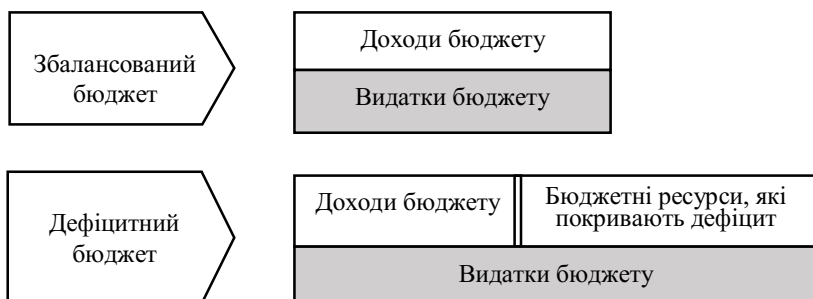 Збалансований
бюджет
Доходи бюджету
Видатки бюджету
Дефіцитний
бюджет
Доходи бюджету
Бюджетні ресурси, які
покривають дефіцит
Видатки бюджету